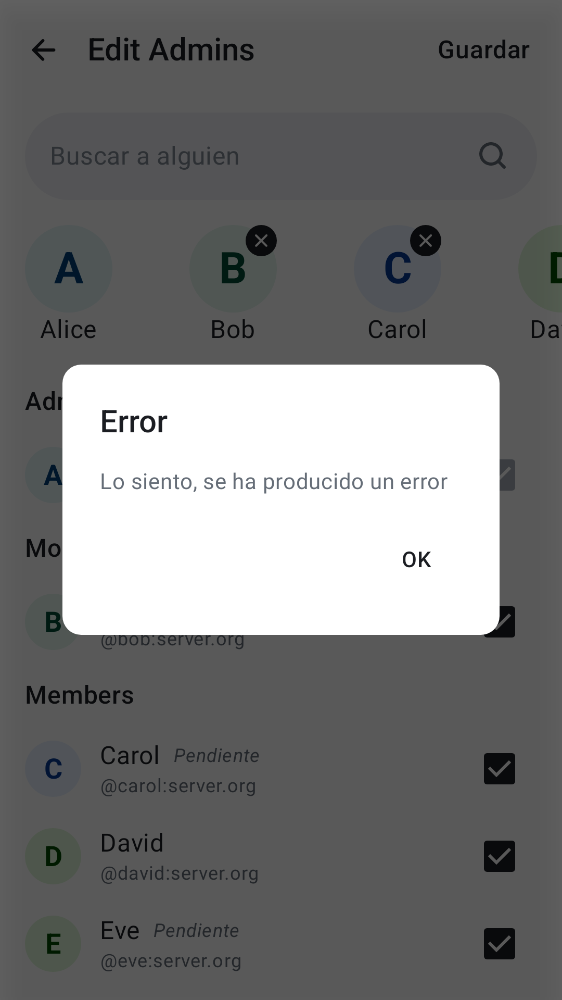 Edit Admins
Guardar
Buscar a alguien
A
B
C
Alice
Bob
Carol
Da
Error
Lo siento, se ha producido un error
OK
A
Mo
B
@bob:server.org
Members
C
Carol Pendiente
@carol:server.org
D
David
@david:server.org
E
Eve Pendiente
@eve:server.org